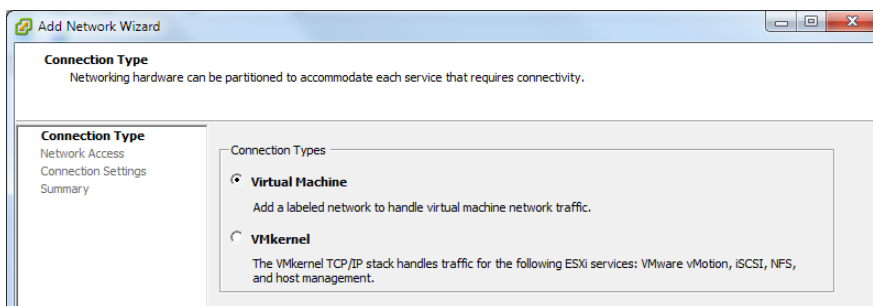 Add Network Wizard
Connection Type
Networking hardware can be partitioned to accommodate each service that requires connectivity.
Connection Type
Network Access
Connection Settings
Summary
Connection Types
Virtual Machine
Add a labeled network to handle virtual machine network traffic.
VMkernel
The VMkernel TCP/IP stack handles traffic for the following ESXi services: VMware vMotion, iSCSI, NFS,
and host management.